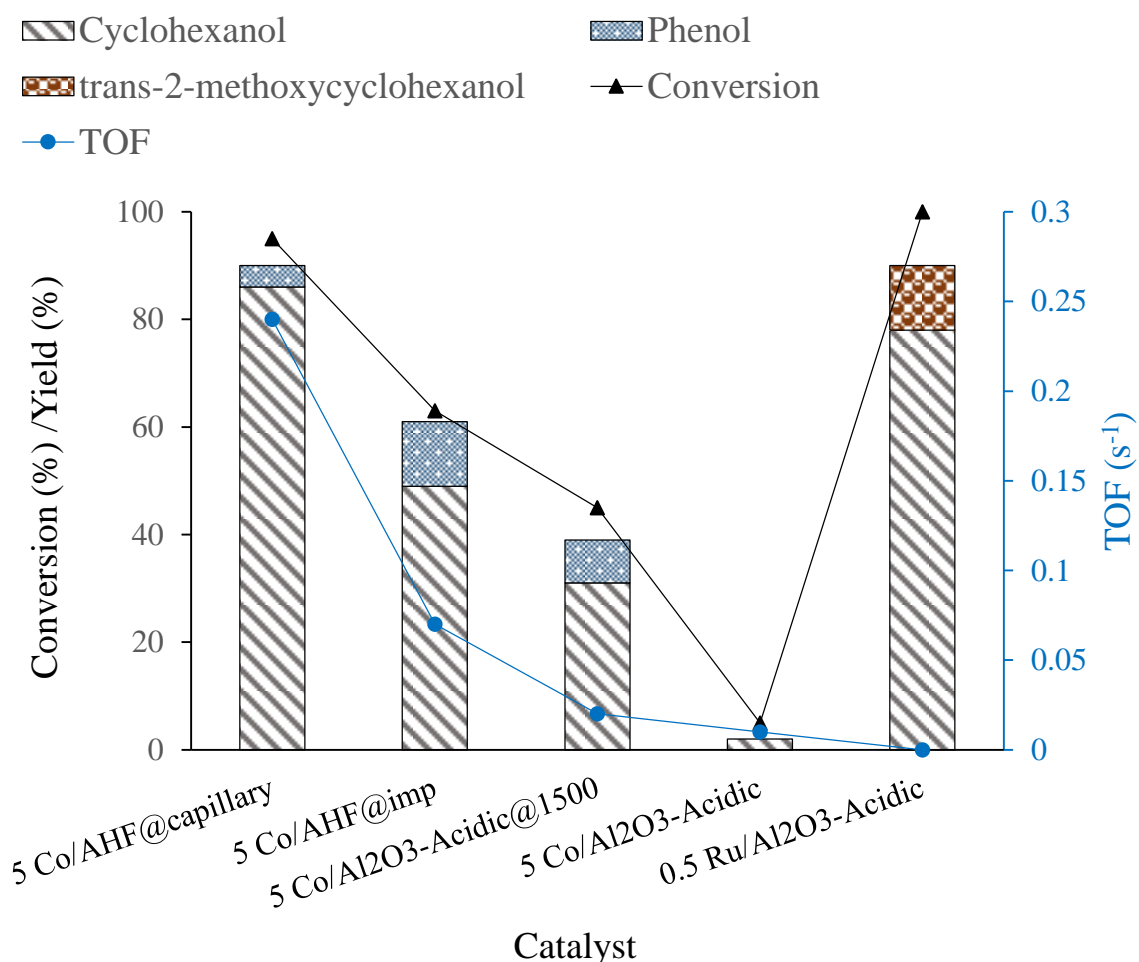 Cyclohexanol
Phenol
trans-2-methoxycyclohexanol
Conversion
TOF
100
80
60
40
20
0
Conversion (%) /Yield (%)
0.3
0.25
0.2
0.15
0.1
0.05
0
TOF (s-1)
5 Co/AHF@capillary
5 Co/AHF@imp
5 Co/Al2O3-Acidic@1500
5 Co/Al2O3-Acidic
0.5 Ru/Al2O3-Acidic
Catalyst